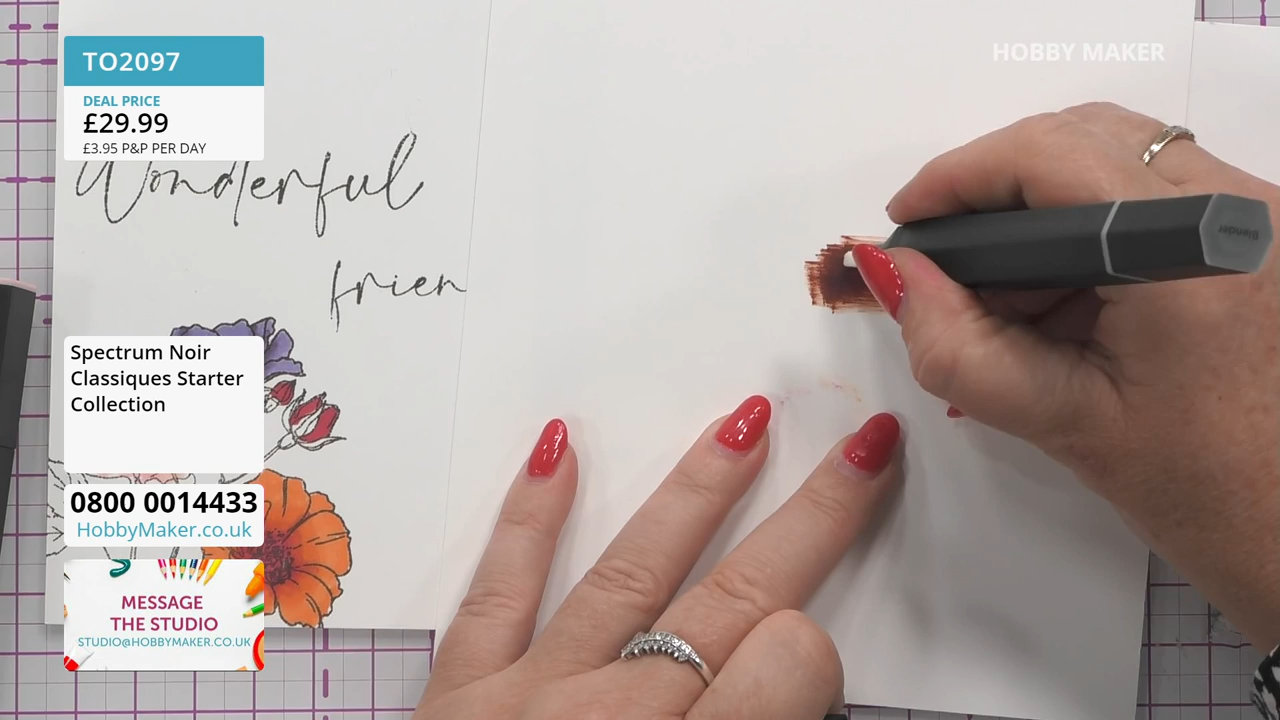 HOBBY MAKER
TO2097
DEAL PRICE
£29.99
£3.95 P&P PER DAY
Wonderful
frien
Blender
Spectrum Noir
Classiques Starter
Collection
0800 0014433
HobbyMaker.co.uk
MESSAGE
THE STUDIO
STUDIO@HOBBYMAKER.CO.UK